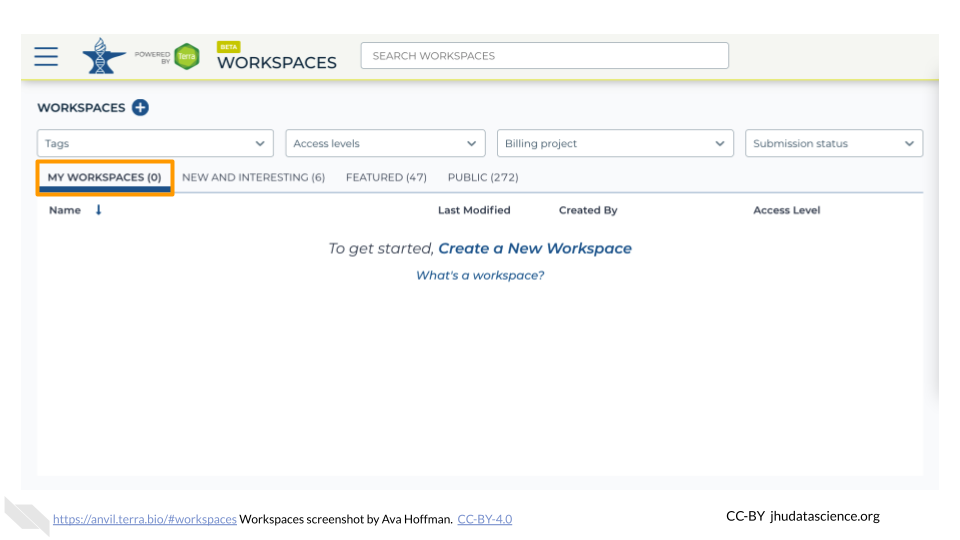 POWERED BY
Terra
BETA
WORKSPACES
SEARCH WORKSPACES
WORKSPACES
Tags
Access levels
Billing project
Submission status
MY WORKSPACES (0) NEW AND INTERESTING (6) FEATURED (47) PUBLIC (272)
Name Last Modified Created By Access Level
To get started, Create a New Workspace
What's a workspace?
https://anvil.terra.bio/#workspaces Workspaces screenshot by Ava Hoffman. CC-BY-4.0
CC-BY jhudatascience.org